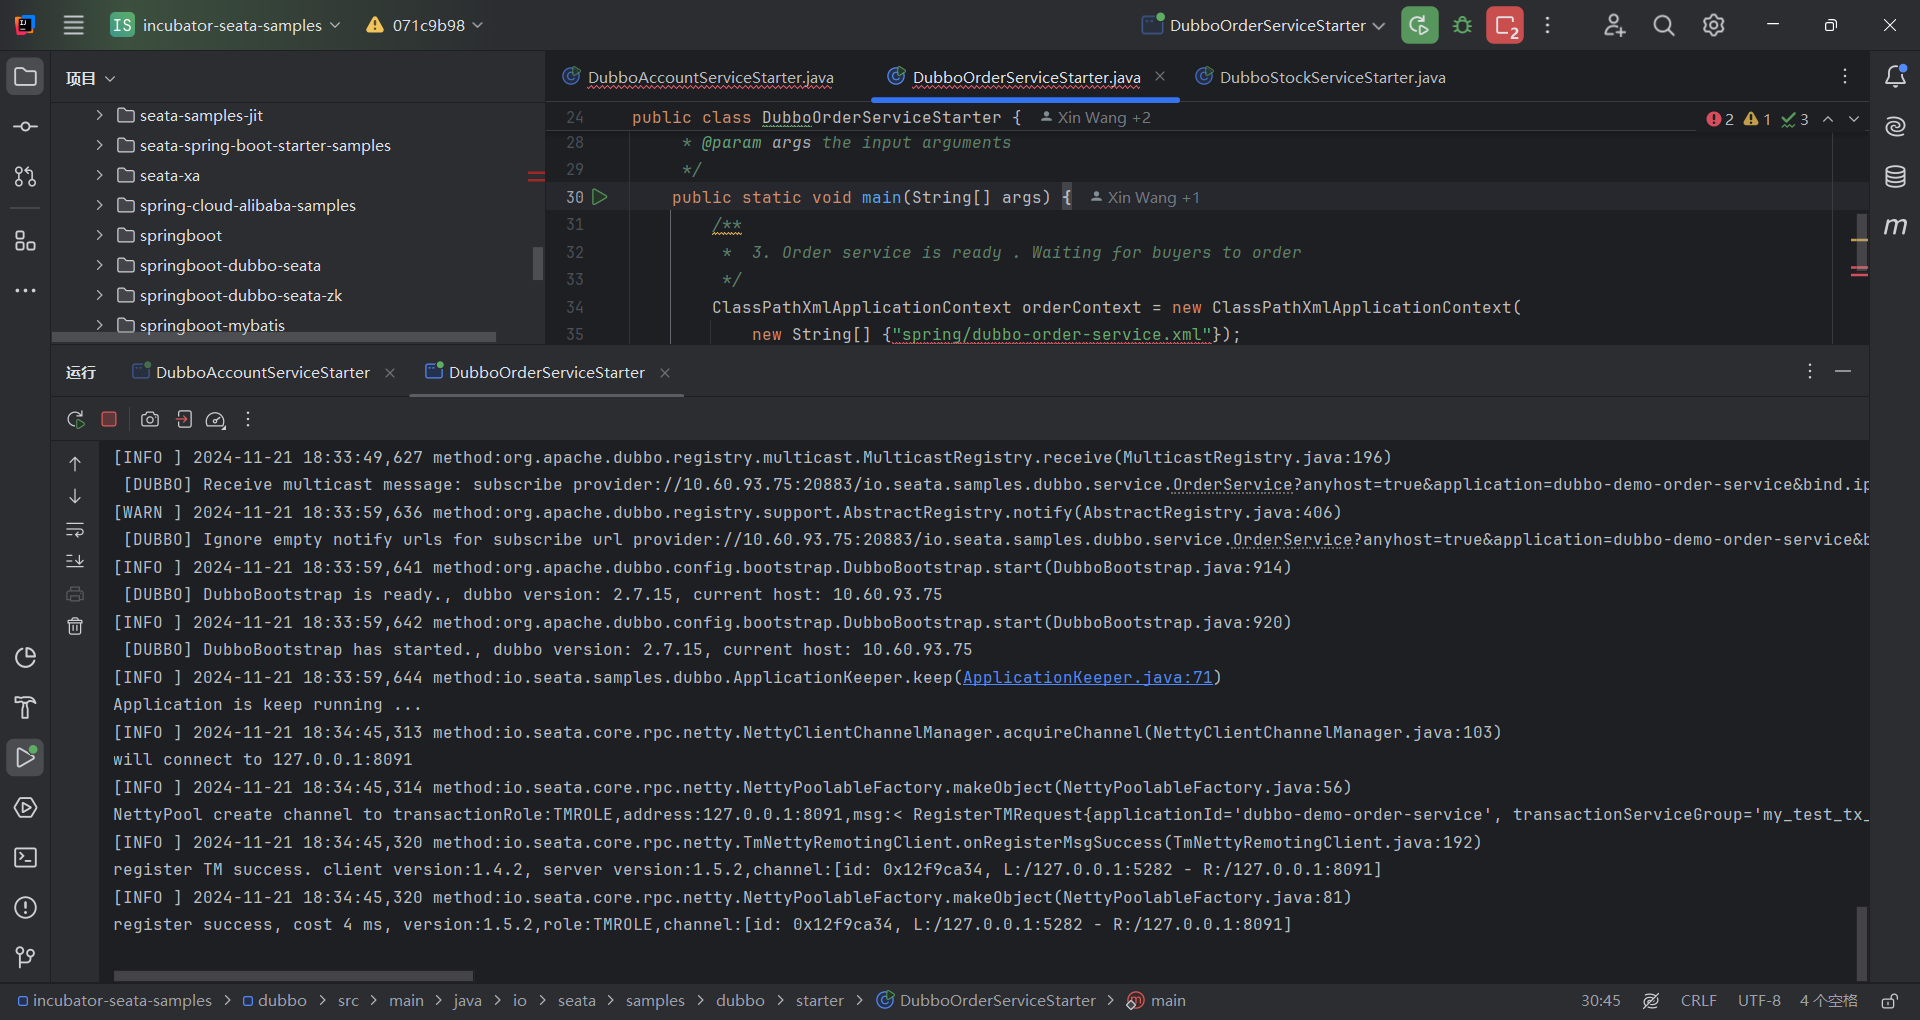 IS incubator-seata-samples 071c9b98 DubboOrderServiceStarter 2
项目
seata-samples-jit
seata-spring-boot-starter-samples
seata-xa
spring-cloud-alibaba-samples
springboot
springboot-dubbo-seata
springboot-dubbo-seata-zk
springboot-mybatis
DubboAccountServiceStarter.java DubboOrderServiceStarter.java DubboStockServiceStarter.java
24 public class DubboOrderServiceStarter { Xin Wang +2
2 1 3
28 * @param args the input arguments
29 */
30 public static void main(String[] args) { Xin Wang +1
31 /**
32 * 3. Order service is ready . Waiting for buyers to order
33 */
34 ClassPathXmlApplicationContext orderContext = new ClassPathXmlApplicationContext(
35 new String[] {"spring/dubbo-order-service.xml"});
m
运行 DubboAccountServiceStarter DubboOrderServiceStarter
[INFO ] 2024-11-21 18:33:49,627 method:org.apache.dubbo.registry.multicast.MulticastRegistry.receive(MulticastRegistry.java:196)
[DUBBO] Receive multicast message: subscribe provider://10.60.93.75:20883/io.seata.samples.dubbo.service.OrderService?anyhost=true&application=dubbo-demo-order-service&bind.ip
[WARN ] 2024-11-21 18:33:59,636 method:org.apache.dubbo.registry.support.AbstractRegistry.notify(AbstractRegistry.java:406)
[DUBBO] Ignore empty notify urls for subscribe url provider://10.60.93.75:20883/io.seata.samples.dubbo.service.OrderService?anyhost=true&application=dubbo-demo-order-service&b
[INFO ] 2024-11-21 18:33:59,641 method:org.apache.dubbo.config.bootstrap.DubboBootstrap.start(DubboBootstrap.java:914)
[DUBBO] DubboBootstrap is ready., dubbo version: 2.7.15, current host: 10.60.93.75
[INFO ] 2024-11-21 18:33:59,642 method:org.apache.dubbo.config.bootstrap.DubboBootstrap.start(DubboBootstrap.java:920)
[DUBBO] DubboBootstrap has started., dubbo version: 2.7.15, current host: 10.60.93.75
[INFO ] 2024-11-21 18:33:59,644 method:io.seata.samples.dubbo.ApplicationKeeper.keep(ApplicationKeeper.java:71)
Application is keep running ...
[INFO ] 2024-11-21 18:34:45,313 method:io.seata.core.rpc.netty.NettyClientChannelManager.acquireChannel(NettyClientChannelManager.java:103)
will connect to 127.0.0.1:8091
[INFO ] 2024-11-21 18:34:45,314 method:io.seata.core.rpc.netty.NettyPoolableFactory.makeObject(NettyPoolableFactory.java:56)
NettyPool create channel to transactionRole:TMROLE,address:127.0.0.1:8091,msg:< RegisterTMRequest{applicationId='dubbo-demo-order-service', transactionServiceGroup='my_test_tx_
[INFO ] 2024-11-21 18:34:45,320 method:io.seata.core.rpc.netty.TmNettyRemotingClient.onRegisterMsgSuccess(TmNettyRemotingClient.java:192)
register TM success. client version:1.4.2, server version:1.5.2,channel:[id: 0x12f9ca34, L:/127.0.0.1:5282 - R:/127.0.0.1:8091]
[INFO ] 2024-11-21 18:34:45,320 method:io.seata.core.rpc.netty.NettyPoolableFactory.makeObject(NettyPoolableFactory.java:81)
register success, cost 4 ms, version:1.5.2,role:TMROLE,channel:[id: 0x12f9ca34, L:/127.0.0.1:5282 - R:/127.0.0.1:8091]
incubator-seata-samples > dubbo > src > main > java > io > seata > samples > dubbo > starter > DubboOrderServiceStarter > main 30:45 CRLF UTF-8 4 个空格